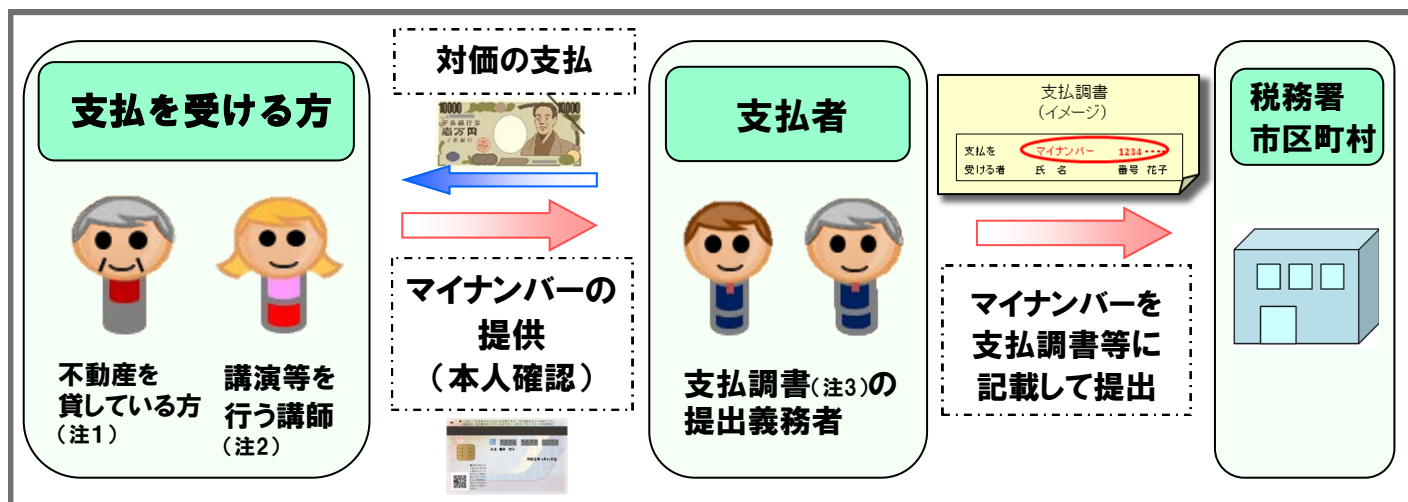 支払を受ける方
不動産を
貸している方
(注1)
講演等を
行う講師
(注2)
対価の支払
10000
10000
壱万円
マイナンバーの
提供
(本人確認)
支払者
支払調書(注3)の
提出義務者
支払調書
(イメージ)
支払を マイナンバー 1234----
受ける者 氏 名 番号 花子
マイナンバーを
支払調書等に
記載して提出
税務署
市区町村